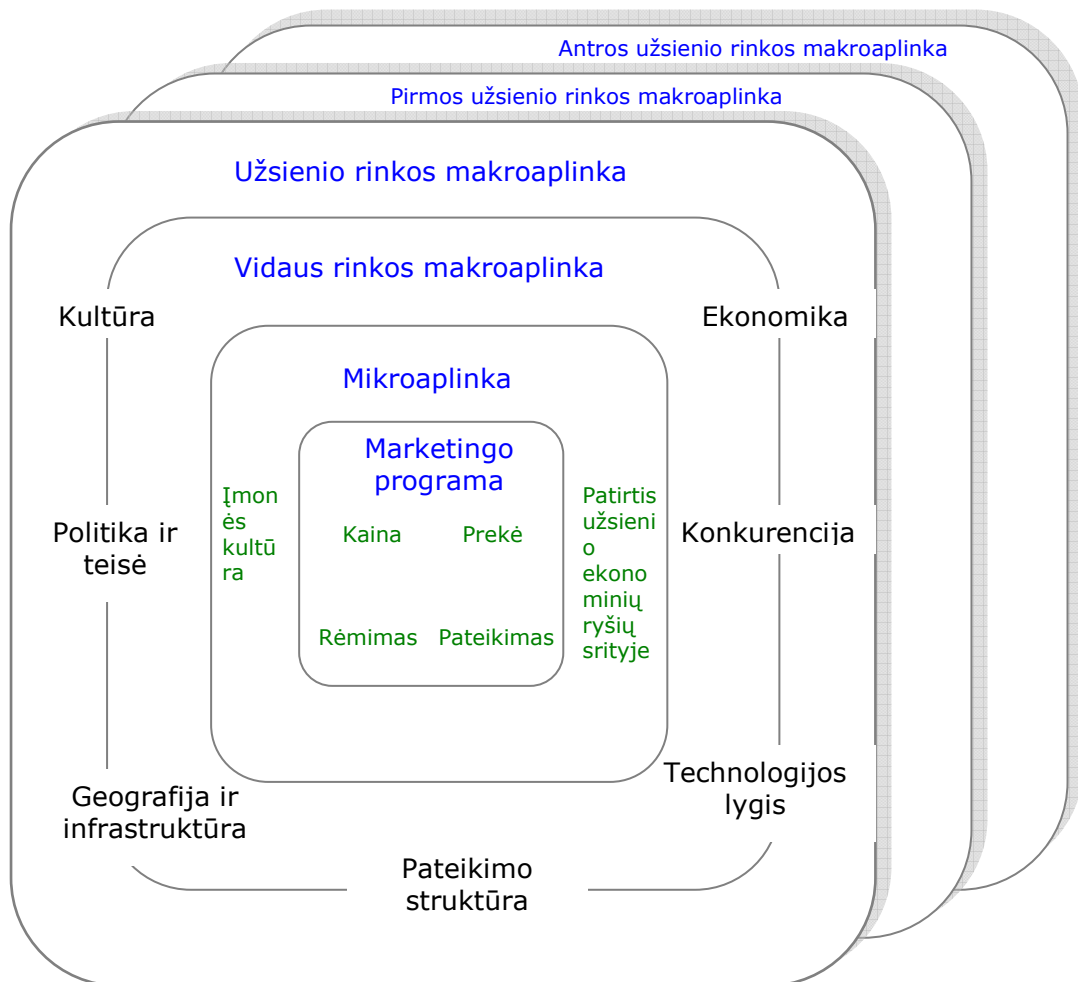 Antros užsienio rinkos makroaplinka
Pirmos užsienio rinkos makroaplinka
Užsienio rinkos makroaplinka
Vidaus rinkos makroaplinka
Kultūra
Ekonomika
Mikroaplinka
Marketingo
programa
Įmon
ės
kultū
ra
Kaina
Prekė
Rėmimas
Pateikimas
Patirtis
užsieni
o
ekono
minių
ryšių
srityje
Politika ir
teisė
Konkurencija
Geografija ir
infrastruktūra
Technologijos
lygis
Pateikimo
struktūra